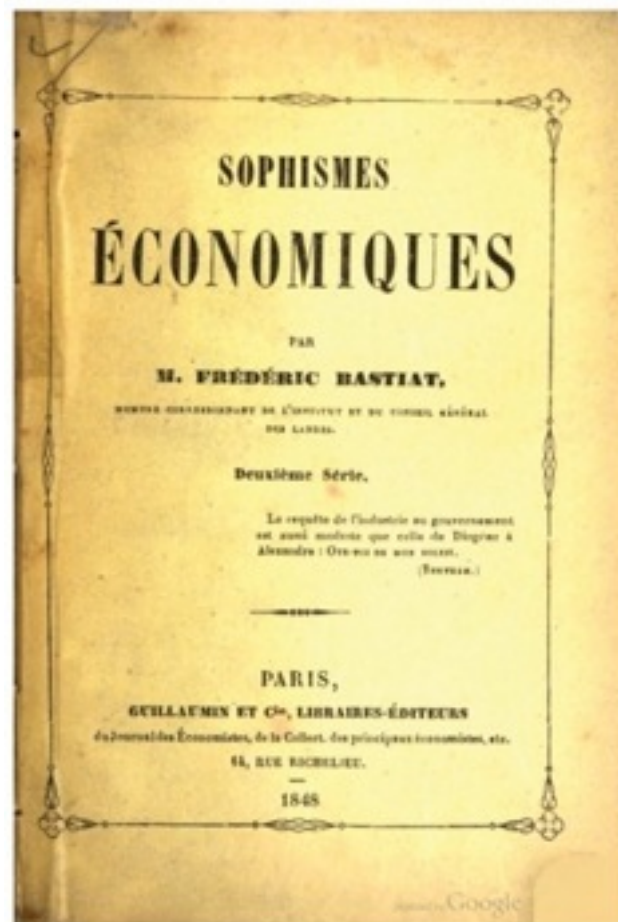 SOPHISMES
ÉCONOMIQUES
PAR
M. FRÉDÉRIC BASTIAT,
MEMBRE CORRESPONDANT DE L'INSTITUT ET DU CONSEIL GÉNÉRAL
DES LANDES.
Deuxième Série.
La requête de l'industrie au gouvernement
est aussi modeste que celle de Diogène à
Alexandre : OTE-TOI DE MON SOLEIL.
(BENTHAM.)
PARIS,
GUILLAUMIN ET Cie, LIBRAIRES-ÉDITEURS
du Journal des Économistes, de la Collect. des principaux économistes, etc.
14, RUE RICHELIEU.
1848
Digitized by Google